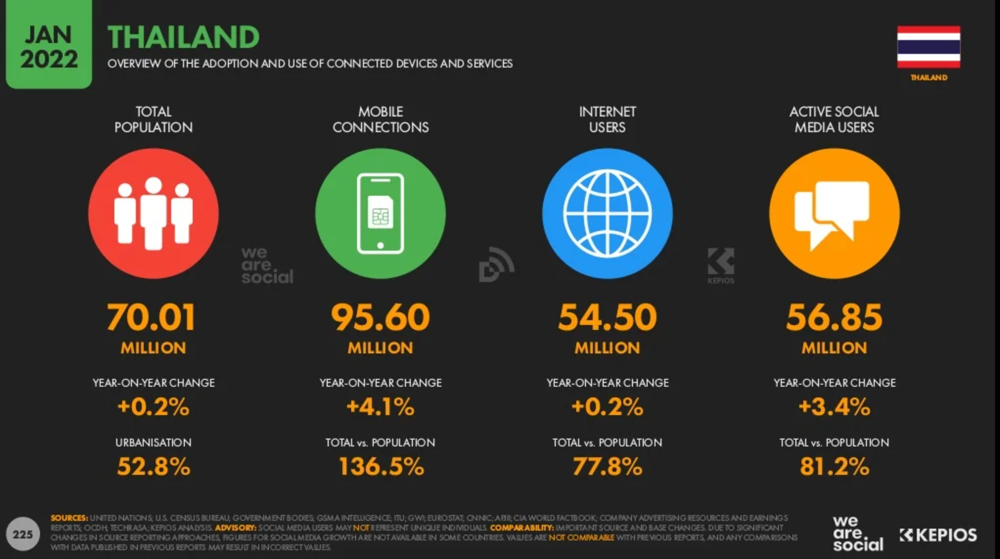 JAN
2022
THAILAND
OVERVIEW OF THE ADOPTION AND USE OF CONNECTED DEVICES AND SERVICES
THAILAND
TOTAL
POPULATION
MOBILE
CONNECTIONS
INTERNET
USERS
ACTIVE SOCIAL
MEDIA USERS
we
are
social
D
KEPIOS
70.01
MILLION
95.60
MILLION
54.50
MILLION
56.85
MILLION
YEAR-ON-YEAR CHANGE
+0.2%
YEAR-ON-YEAR CHANGE
+4.1%
YEAR-ON-YEAR CHANGE
+0.2%
YEAR-ON-YEAR CHANGE
+3.4%
URBANISATION
52.8%
TOTAL vs. POPULATION
136.5%
TOTAL vs. POPULATION
77.8%
TOTAL vs. POPULATION
81.2%
225
SOURCES: UNITED NATIONS; U.S. CENSUS BUREAU; GOVERNMENT BODIES; GSMA INTELLIGENCE; ITU; GWI; EUROSTAT; CNNIC; APJII; CIA WORLD FACTBOOK; COMPANY ADVERTISING RESOURCES AND EARNINGS
REPORTS; OCDH; TECHRASA; KEPIOS ANALYSIS. ADVISORY: SOCIAL MEDIA USERS MAY NOT REPRESENT UNIQUE INDIVIDUALS. COMPARABILITY: IMPORTANT SOURCE AND BASE CHANGES. DUE TO SIGNIFICANT
CHANGES IN SOURCE REPORTING APPROACHES, FIGURES FOR SOCIAL MEDIA GROWTH ARE NOT AVAILABLE IN SOME COUNTRIES. VALUES ARE NOT COMPARABLE WITH PREVIOUS REPORTS, AND ANY COMPARISONS
WITH DATA PUBLISHED IN PREVIOUS REPORTS MAY RESULT IN INCORRECT VALUES.
we
are
social
KEPIOS